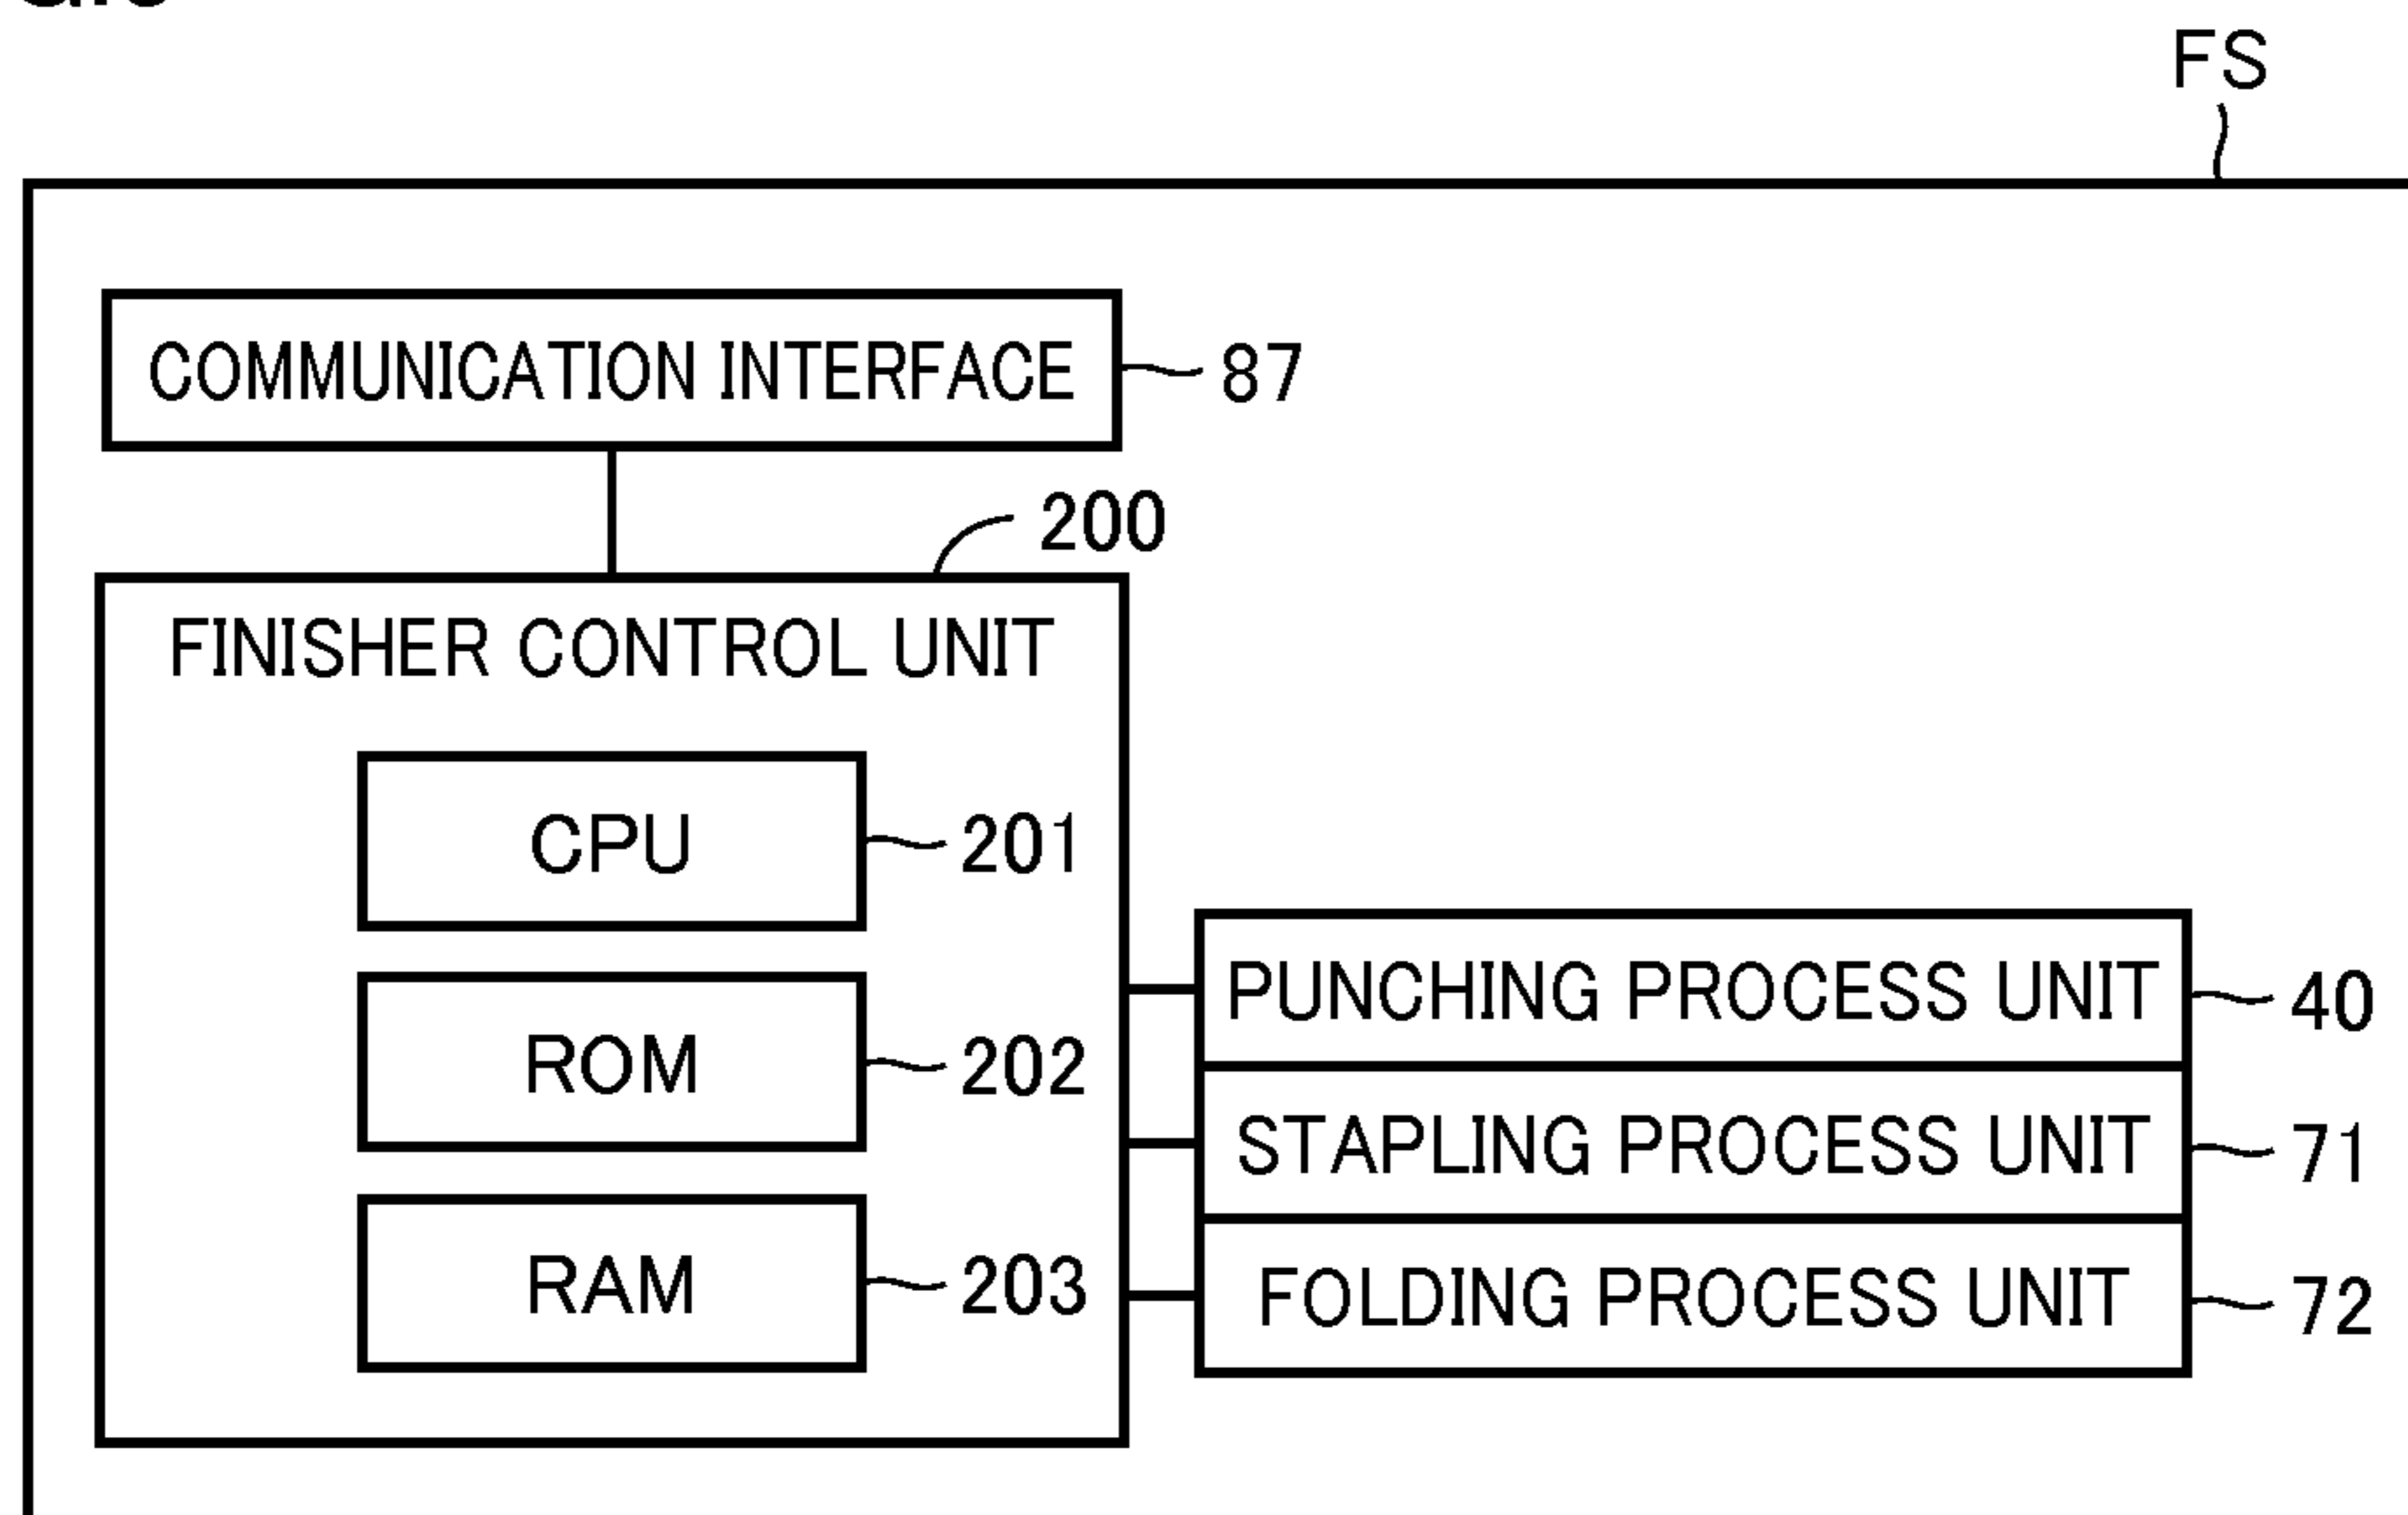 FS
COMMUNICATION INTERFACE
87
200
FINISHER CONTROL UNIT
CPU
201
ROM
202
RAM
203
PUNCHING PROCESS UNIT
40
STAPLING PROCESS UNIT
71
FOLDING PROCESS UNIT
72